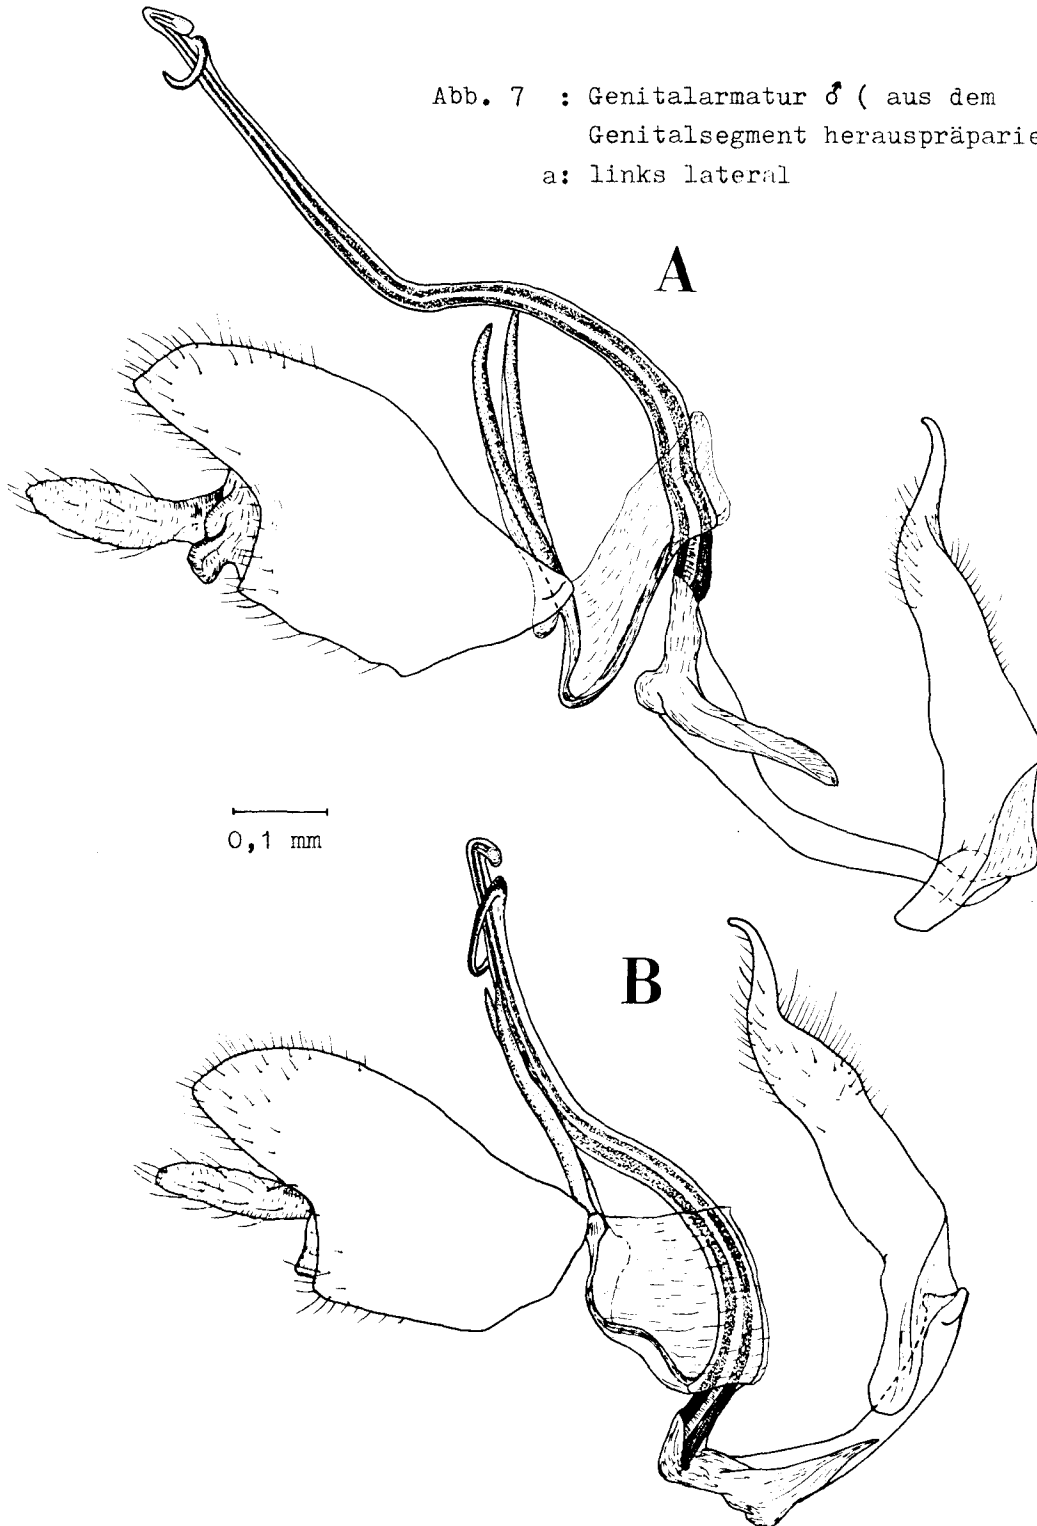 Abb. 7 : Genitalarmatur ♂ ( aus dem
Genitalsegment herauspräparie
a: links lateral
A
0,1 mm
B